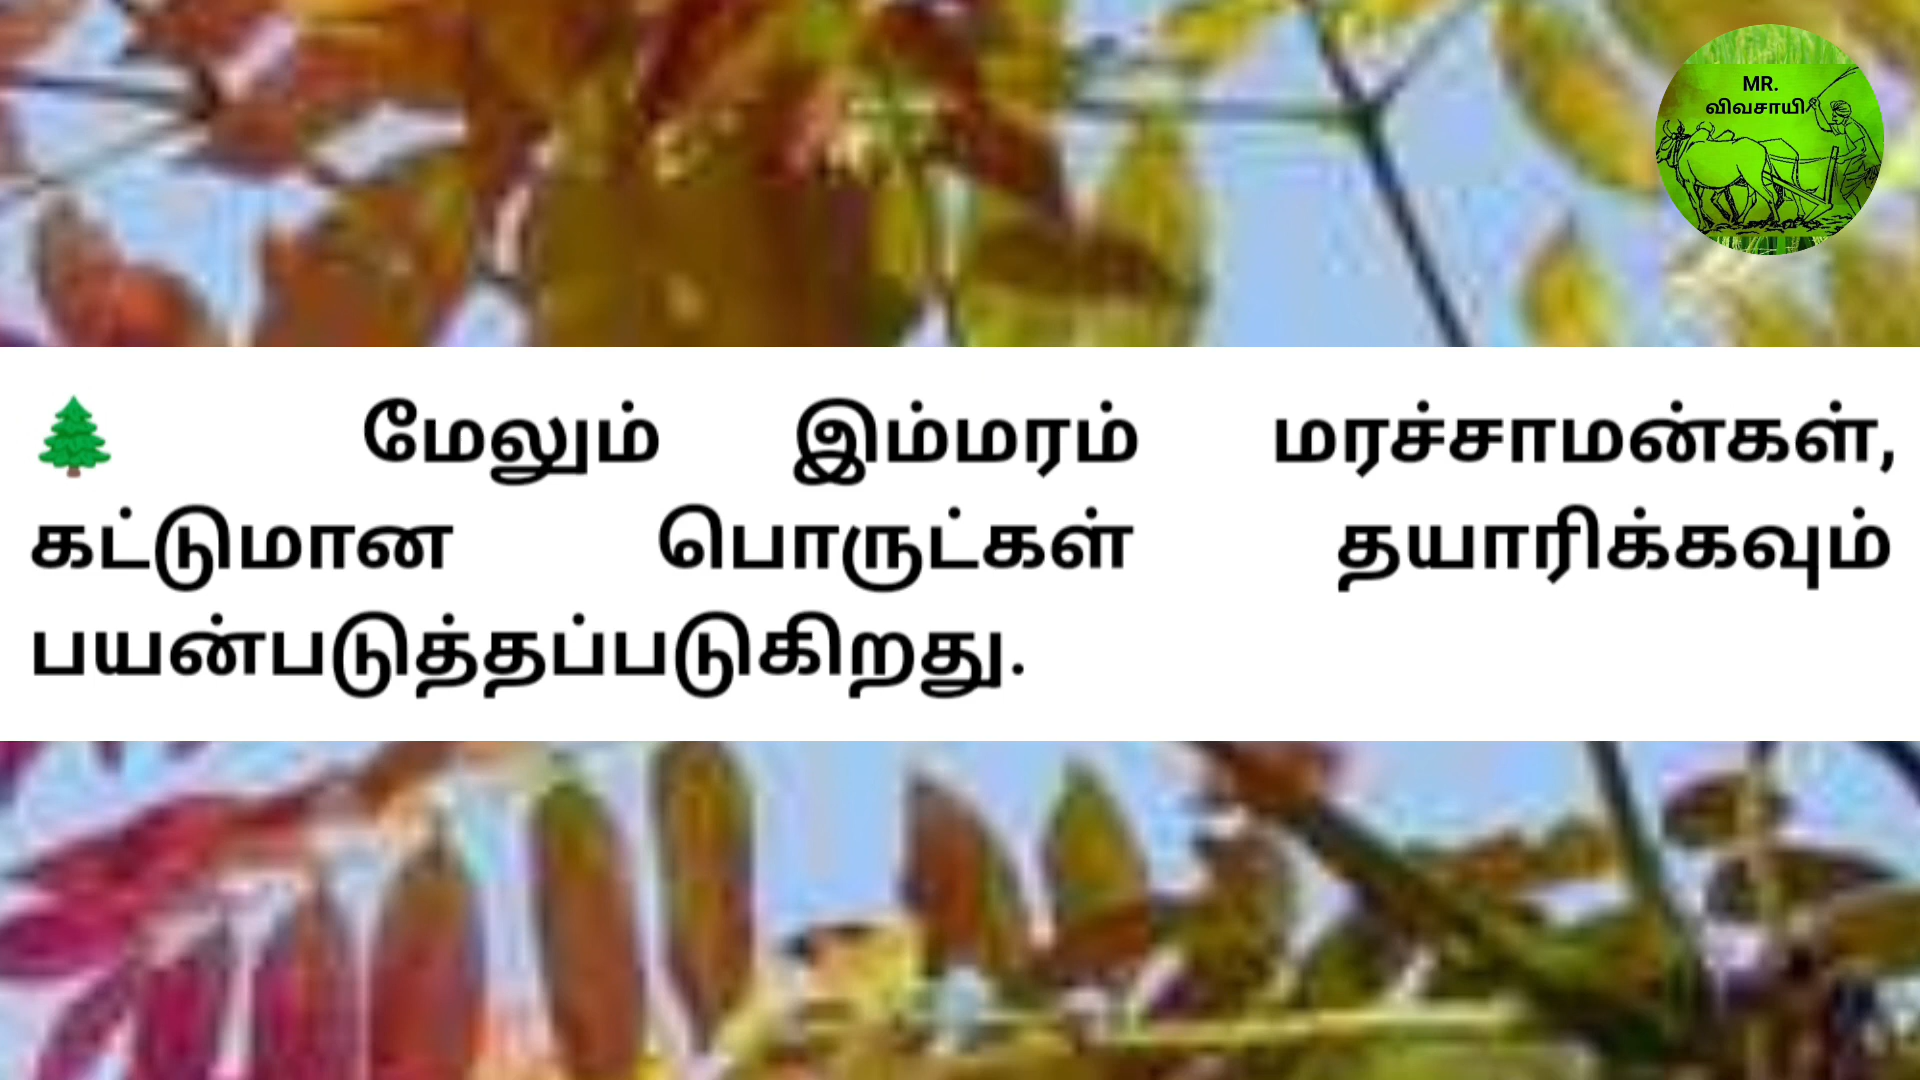 MR.
விவசாயி
🌲 மேலும் இம்மரம் மரச்சாமன்கள்,
கட்டுமான பொருட்கள் தயாரிக்கவும்
பயன்படுத்தப்படுகிறது.